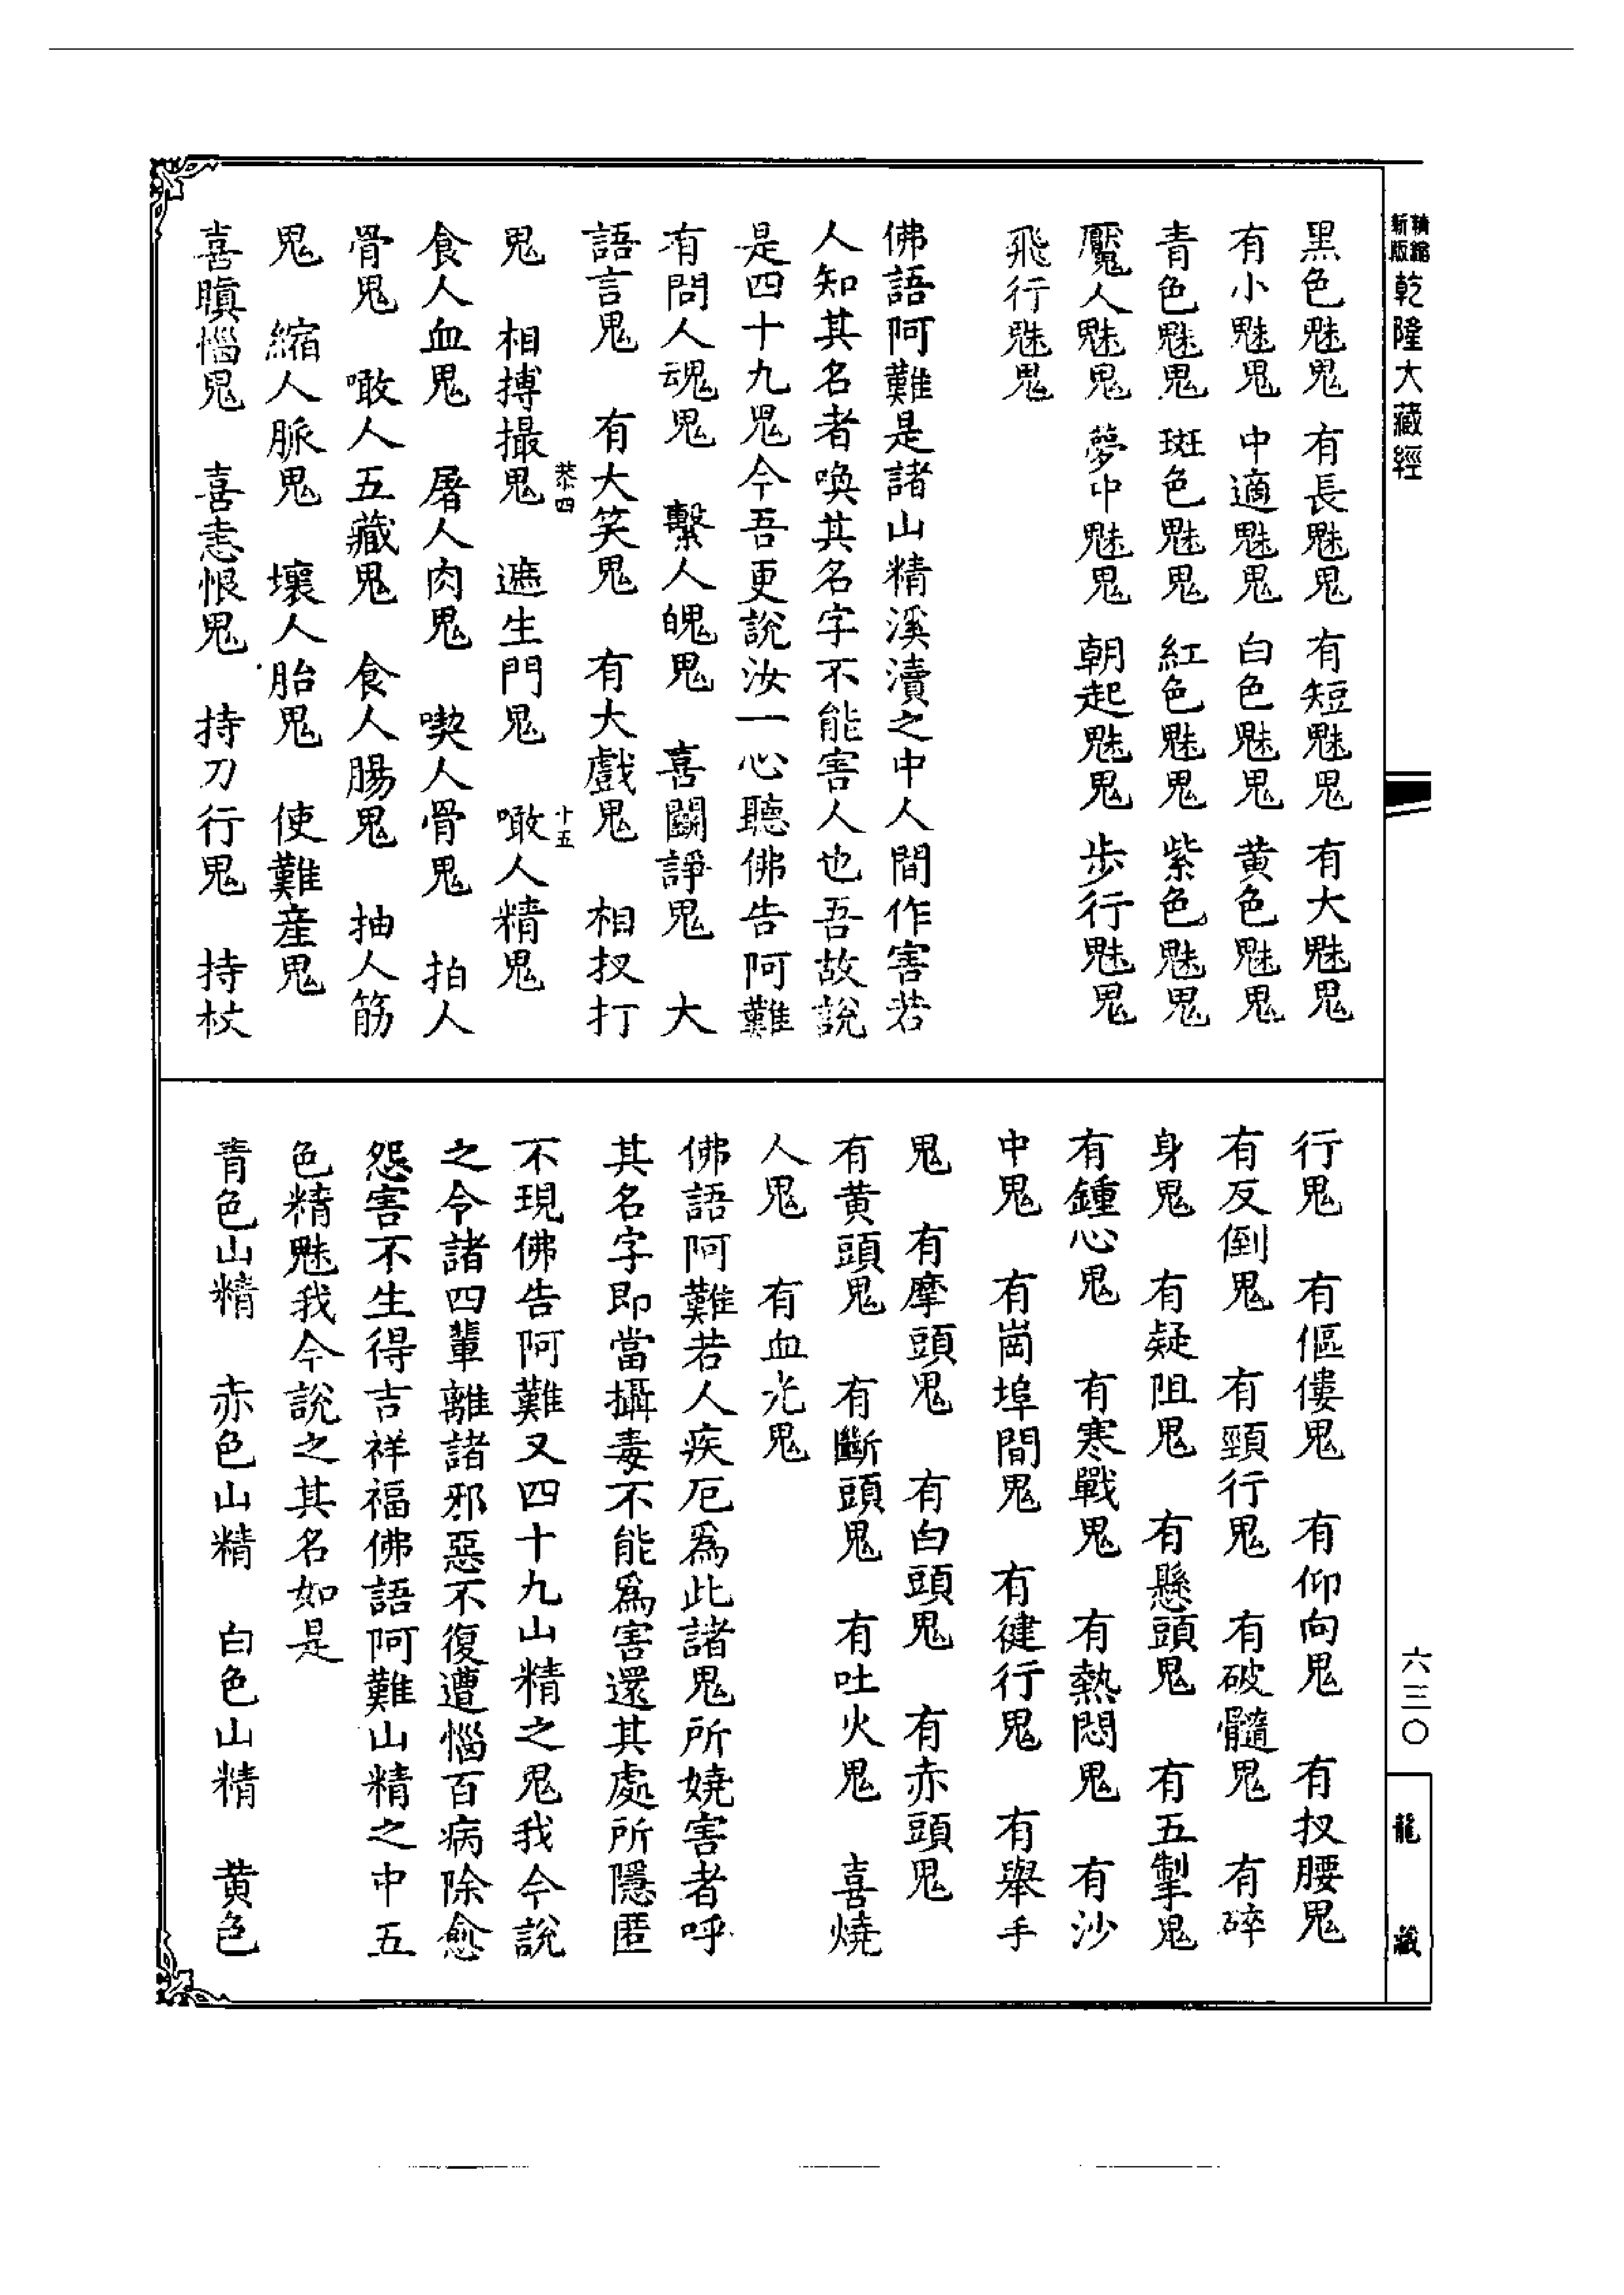 精縮新版乾隆大藏經
黑色魅鬼　有長魅鬼　有短魅鬼　有大魅鬼
有小魅鬼　中適魅鬼　白色魅鬼　黃色魅鬼
青色魅鬼　斑色魅鬼　紅色魅鬼　紫色魅鬼
魘人魅鬼　夢中魅鬼　朝起魅鬼　步行魅鬼
飛行魅鬼
佛語阿難是諸山精溪瀆之中人間作害若
人知其名者喚其名字不能害人也吾故說
是四十九鬼今吾更說汝一心聽佛告阿難
有問人魂鬼　繫人魄鬼　喜鬬諍鬼　大
語言鬼　有大笑鬼　有大戲鬼　相扠打
恭四　十五
鬼　相搏撮鬼　遮生門鬼　噉人精鬼
食人血鬼　屠人肉鬼　喫人骨鬼　拍人
骨鬼　噉人五藏鬼　食人腸鬼　抽人筋
鬼　縮人脈鬼　壞人胎鬼　使難産鬼
喜瞋惱鬼　喜恚恨鬼　持刀行鬼　持杖
行鬼　有傴僂鬼　有仰向鬼　有扠腰鬼
有反倒鬼　有頸行鬼　有破髓鬼　有碎
身鬼　有疑阻鬼　有懸頭鬼　有五掣鬼
有鍾心鬼　有寒戰鬼　有熱悶鬼　有沙
中鬼　有崗埠間鬼　有徤行鬼　有舉手
鬼　有摩頭鬼　有白頭鬼　有赤頭鬼
有黃頭鬼　有斷頭鬼　有吐火鬼　喜燒
人鬼　有血光鬼
佛語阿難若人疾厄爲此諸鬼所嬈害者呼
其名字即當攝毒不能爲害還其處所隱匿
不現佛告阿難又四十九山精之鬼我今說
之令諸四輩離諸邪惡不復遭惱百病除愈
怨害不生得吉祥福佛語阿難山精之中五
色精魅我今說之其名如是
青色山精　赤色山精　白色山精　黃色
六三〇
龍藏